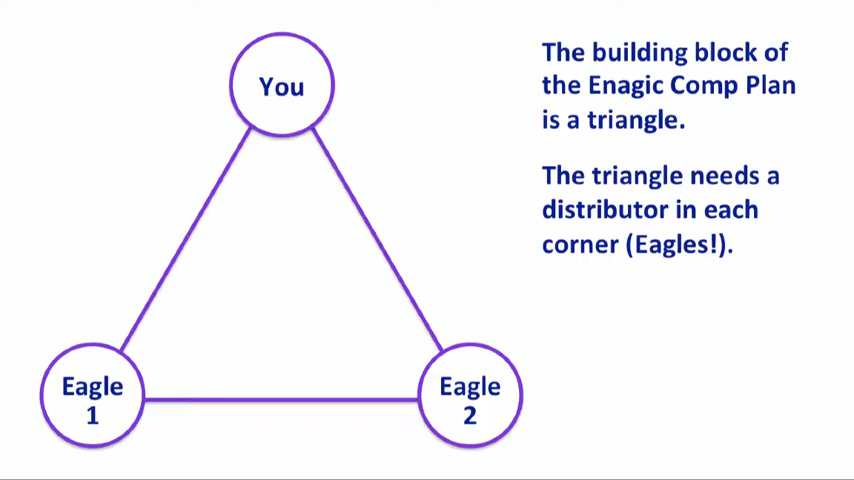 You
Eagle
1
Eagle
2
The building block of
the Enagic Comp Plan
is a triangle.
The triangle needs a
distributor in each
corner (Eagles!).